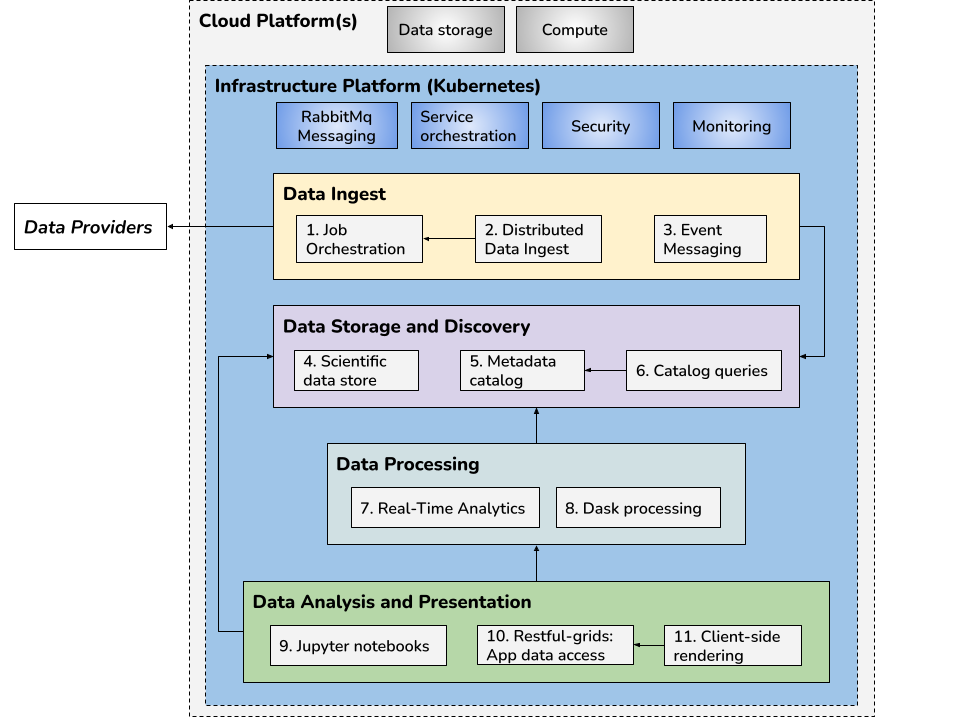 Cloud Platform(s)
Data storage
Compute
Infrastructure Platform (Kubernetes)
RabbitMq
Messaging
Service
orchestration
Security
Monitoring
Data Ingest
Data Providers
1. Job
Orchestration
2. Distributed
Data Ingest
3. Event
Messaging
Data Storage and Discovery
4. Scientific
data store
5. Metadata
catalog
6. Catalog queries
Data Processing
7. Real-Time Analytics
8. Dask processing
Data Analysis and Presentation
9. Jupyter notebooks
10. Restful-grids:
App data access
11. Client-side
rendering